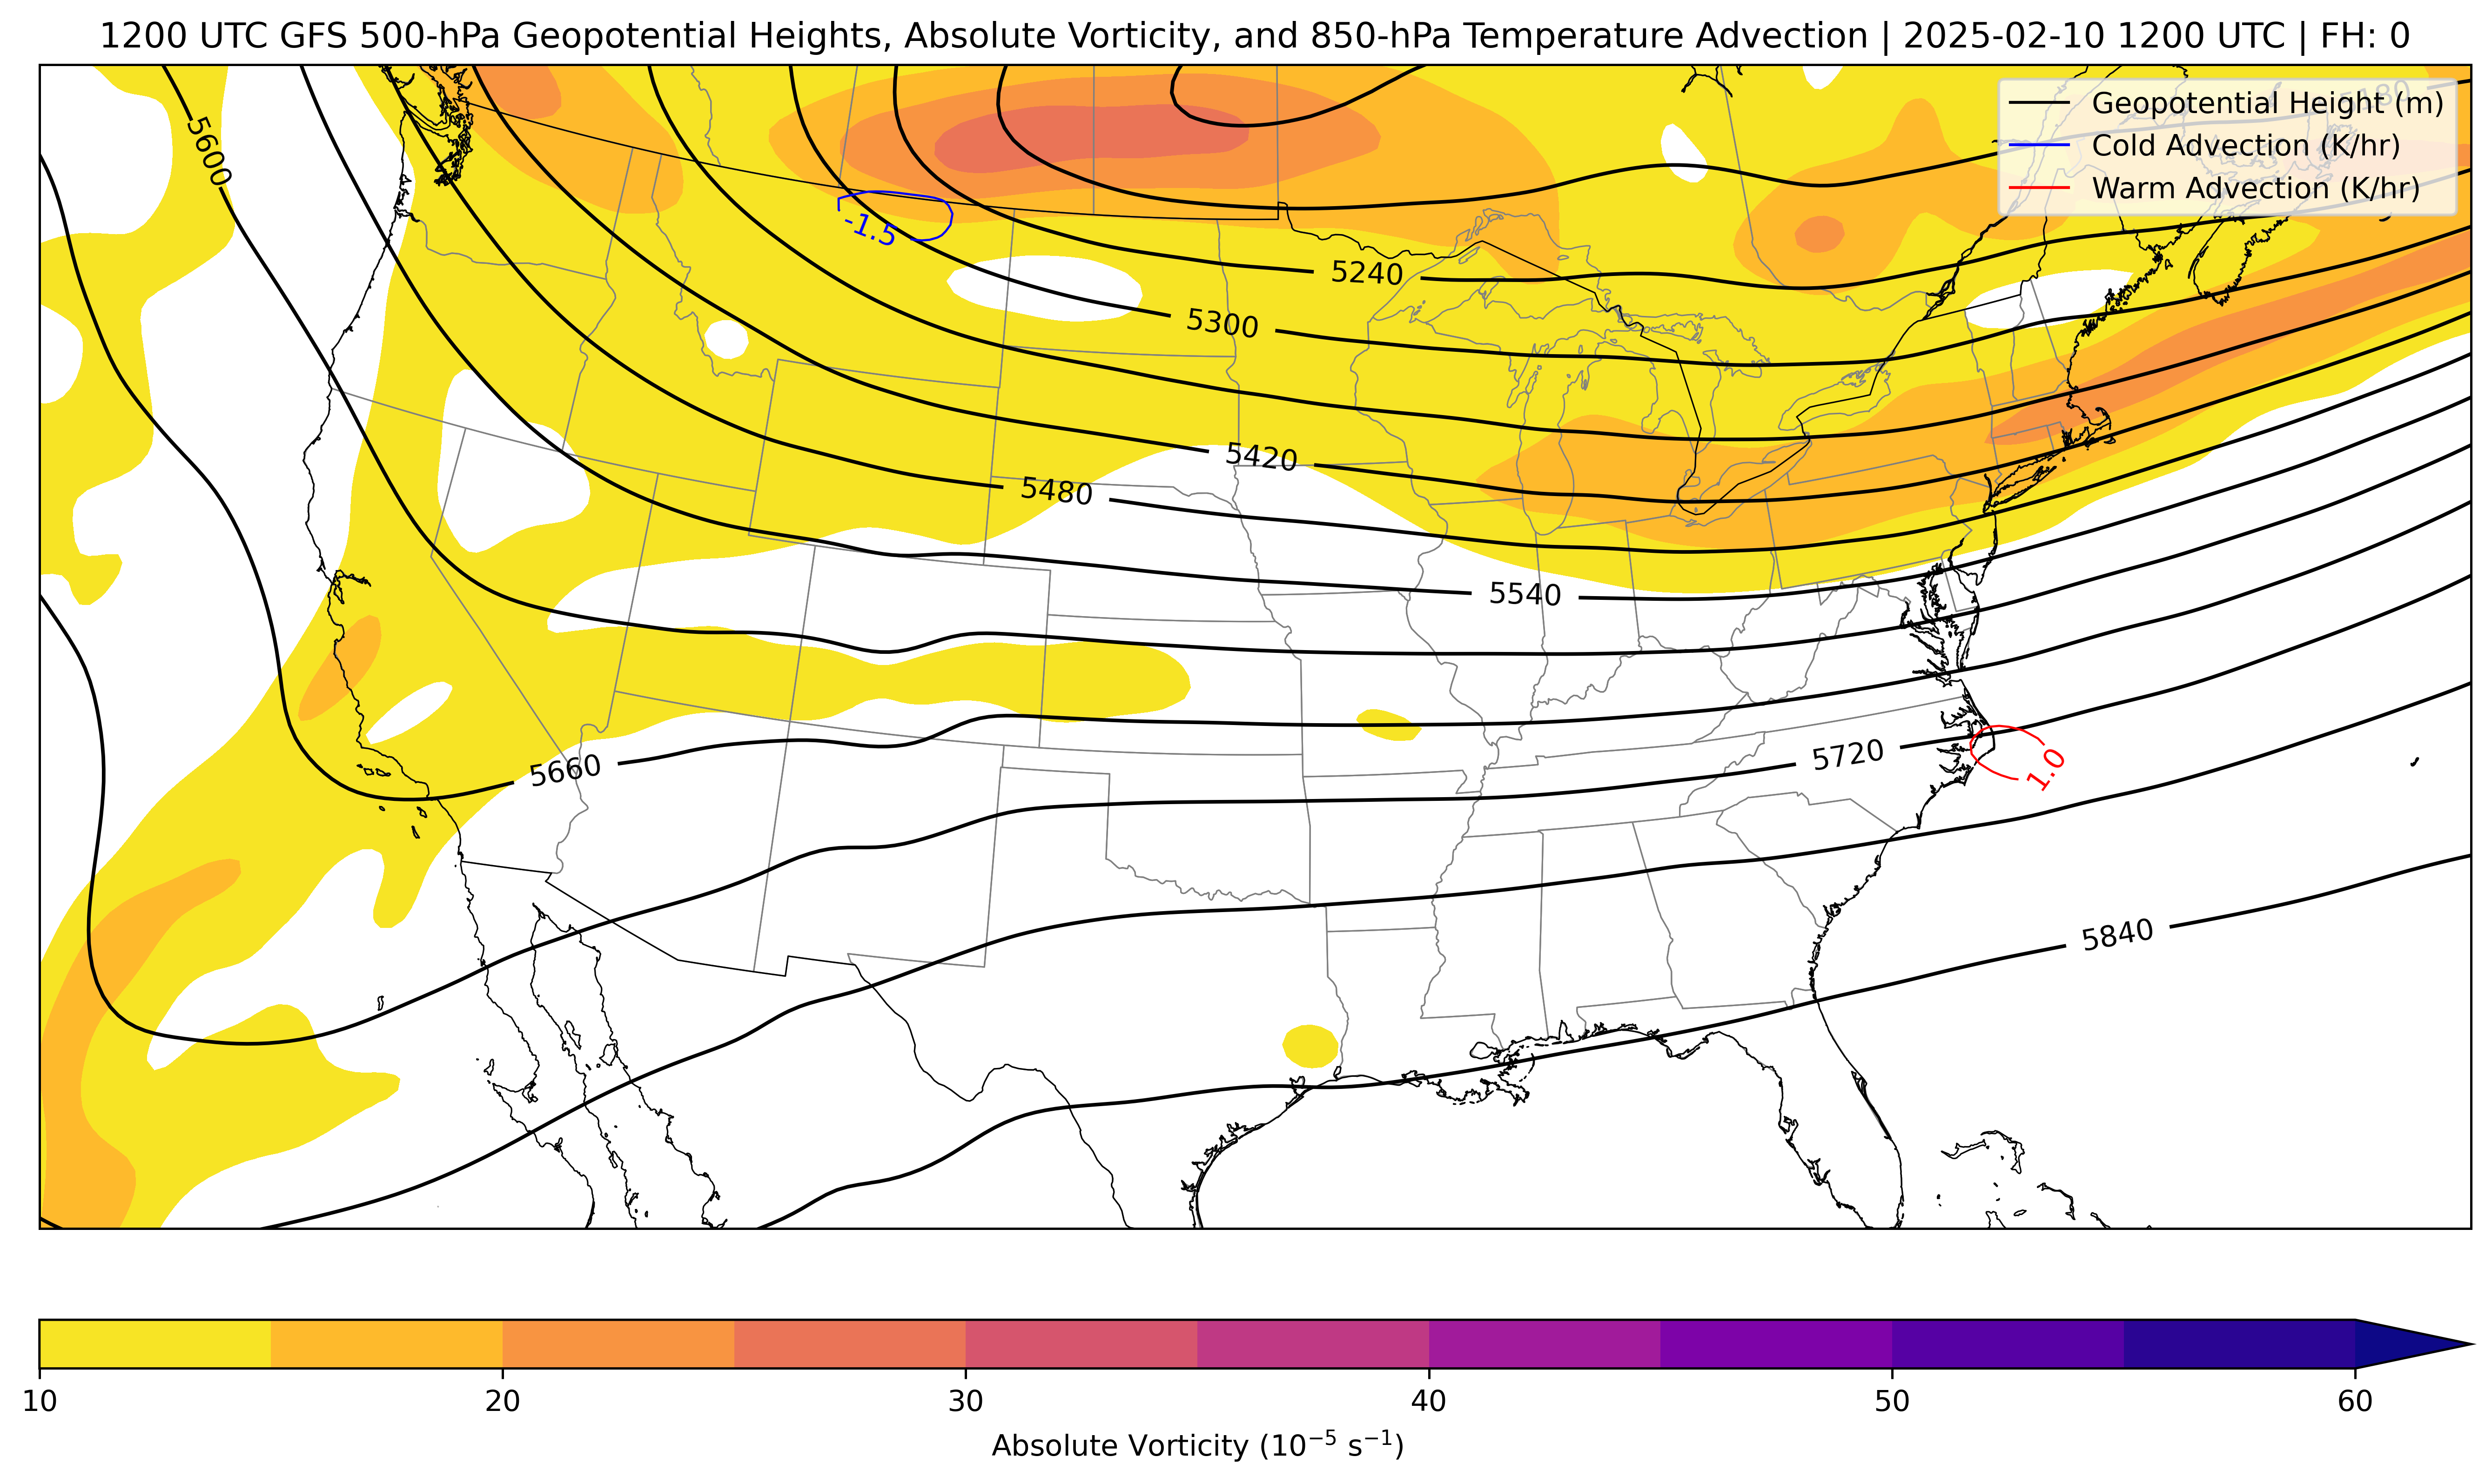 1200 UTC GFS 500-hPa Geopotential Heights, Absolute Vorticity, and 850-hPa Temperature Advection | 2025-02-10 1200 UTC | FH: 0
5180
Geopotential Height (m)
Cold Advection (K/hr)
Warm Advection (K/hr)
5600
-1.5
5240
5300
5420
5480
5540
5660
5720
1.0
5840
10 20 30 40 50 60
Absolute Vorticity (10⁻⁵ s⁻¹)